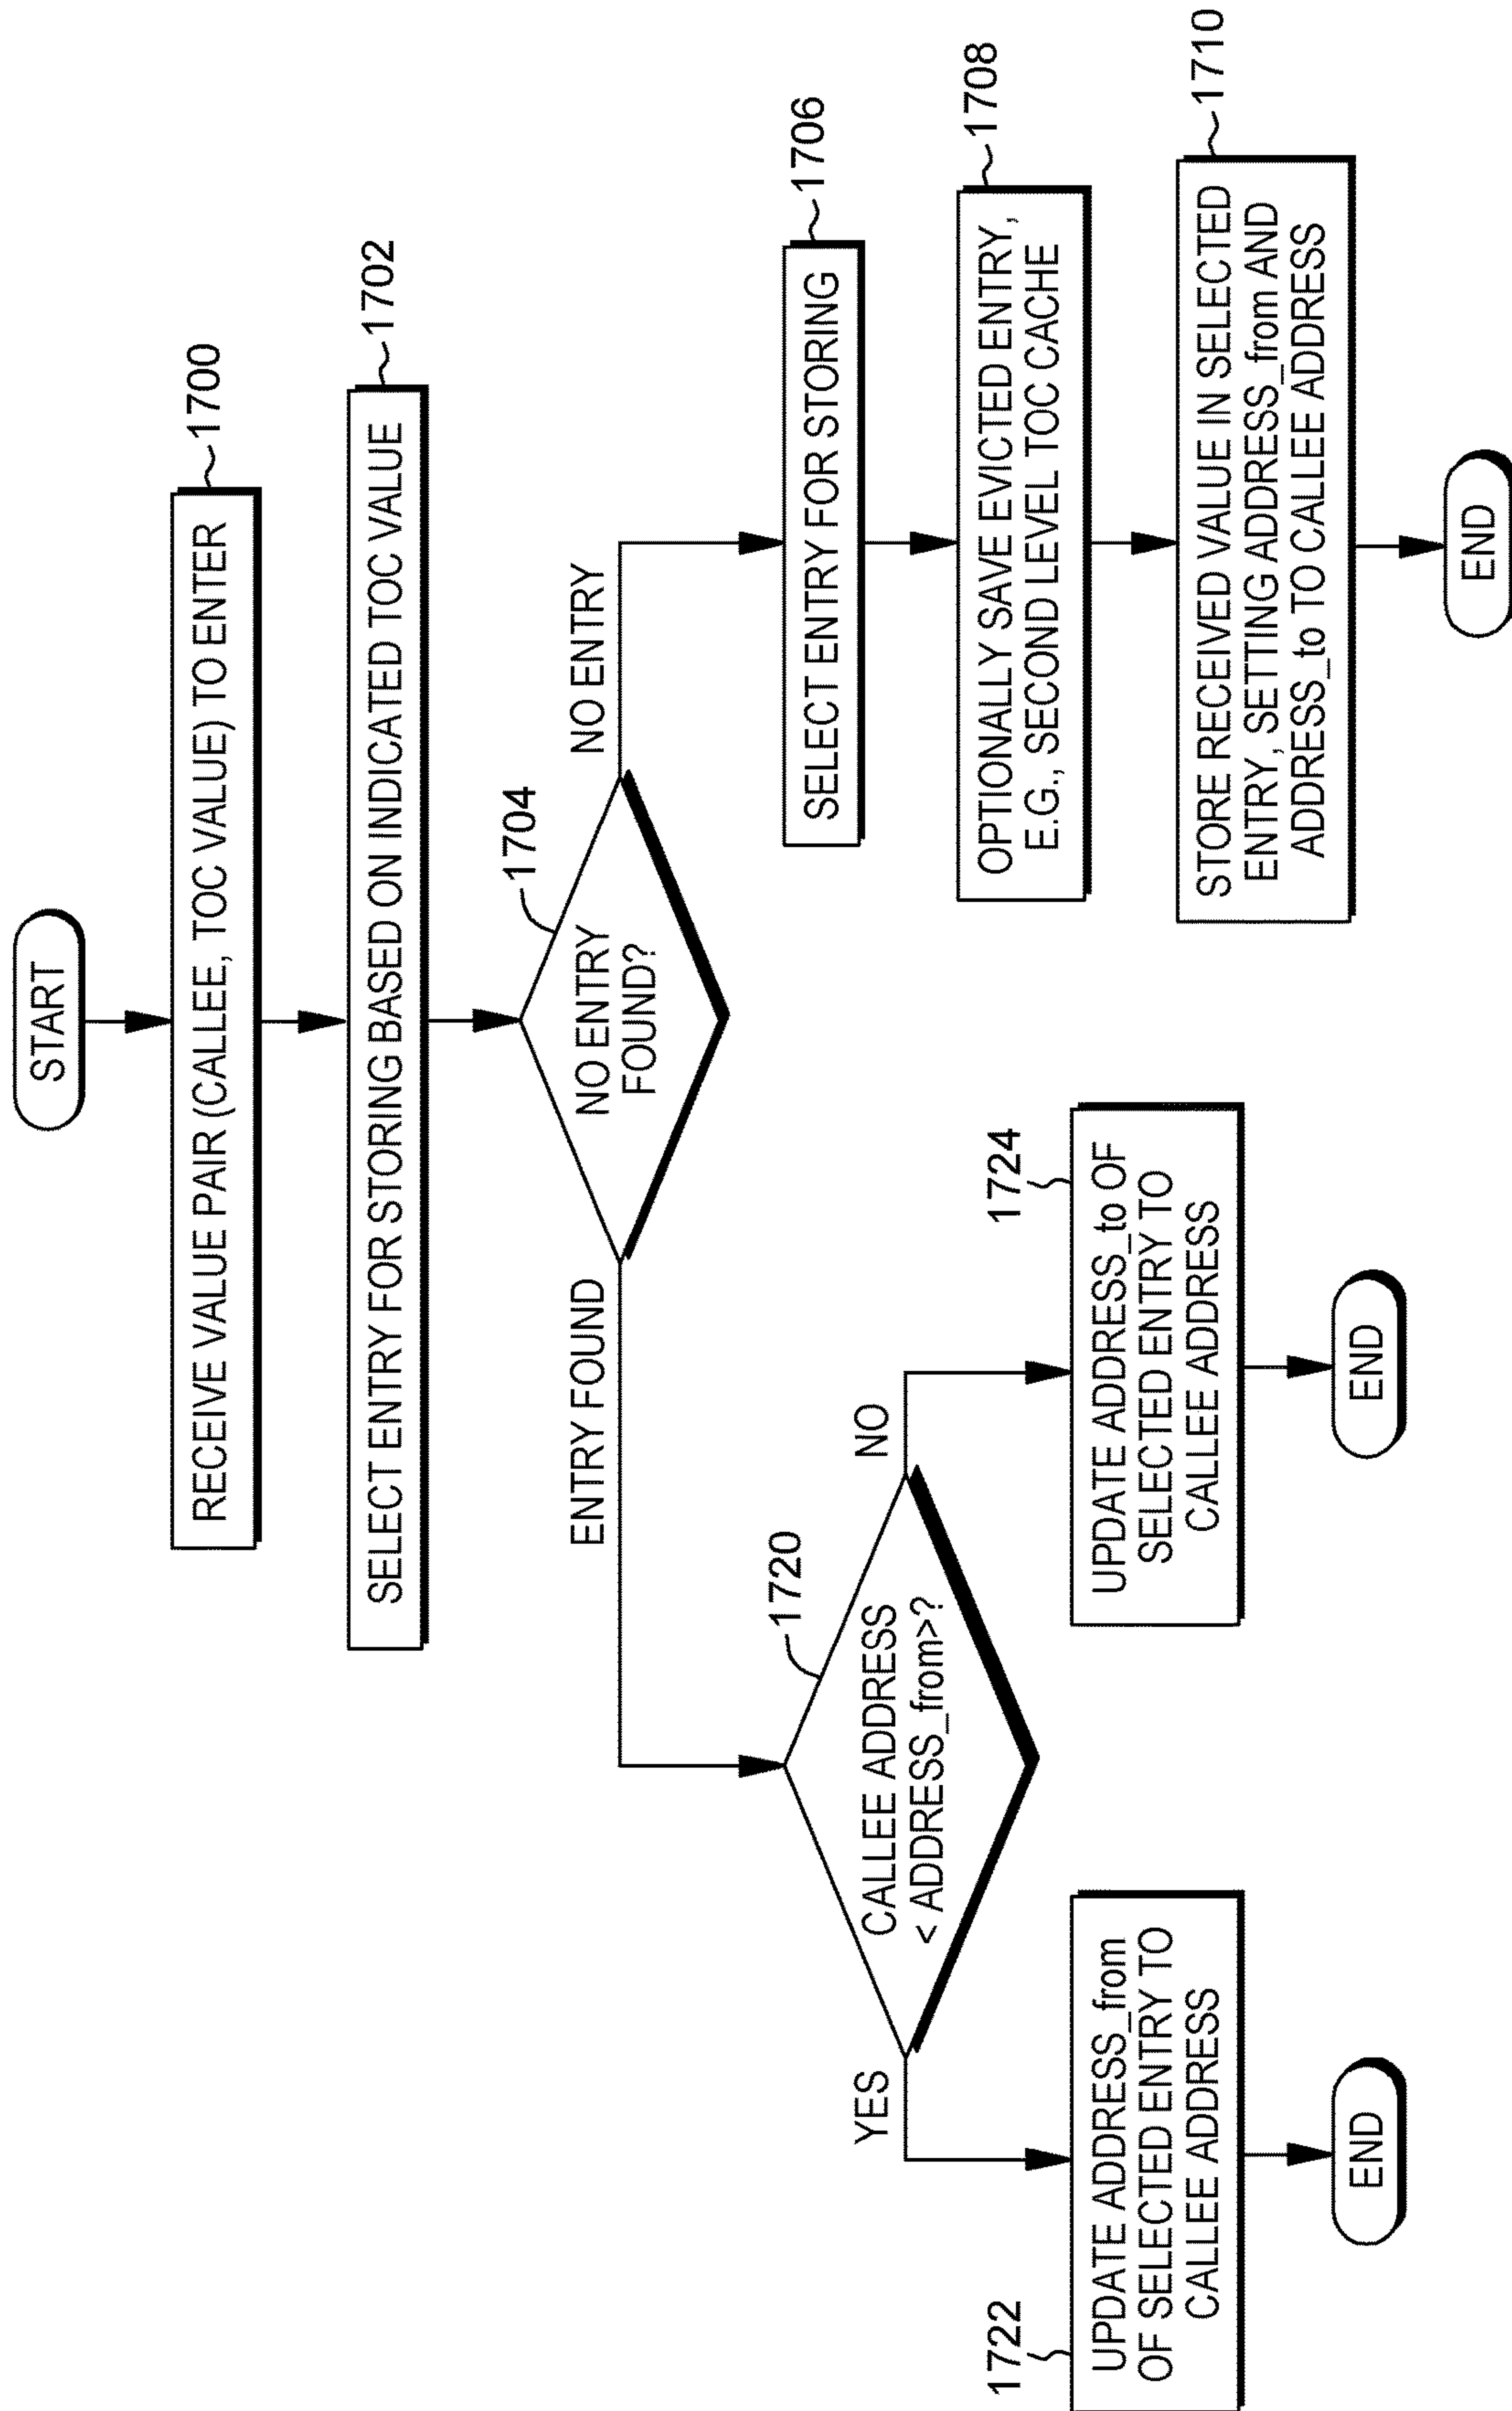 START
RECEIVE VALUE PAIR (CALLEE, TOC VALUE) TO ENTER
1700
SELECT ENTRY FOR STORING BASED ON INDICATED TOC VALUE
1702
NO ENTRY
FOUND?
1704
ENTRY FOUND
NO ENTRY
CALLEE ADDRESS
< ADDRESS_from>?
1720
YES
NO
UPDATE ADDRESS_from
OF SELECTED ENTRY TO
CALLEE ADDRESS
1722
END
UPDATE ADDRESS_to OF
SELECTED ENTRY TO
CALLEE ADDRESS
1724
END
SELECT ENTRY FOR STORING
1706
OPTIONALLY SAVE EVICTED ENTRY,
E.G., SECOND LEVEL TOC CACHE
1708
STORE RECEIVED VALUE IN SELECTED
ENTRY, SETTING ADDRESS_from AND
ADDRESS_to TO CALLEE ADDRESS
1710
END